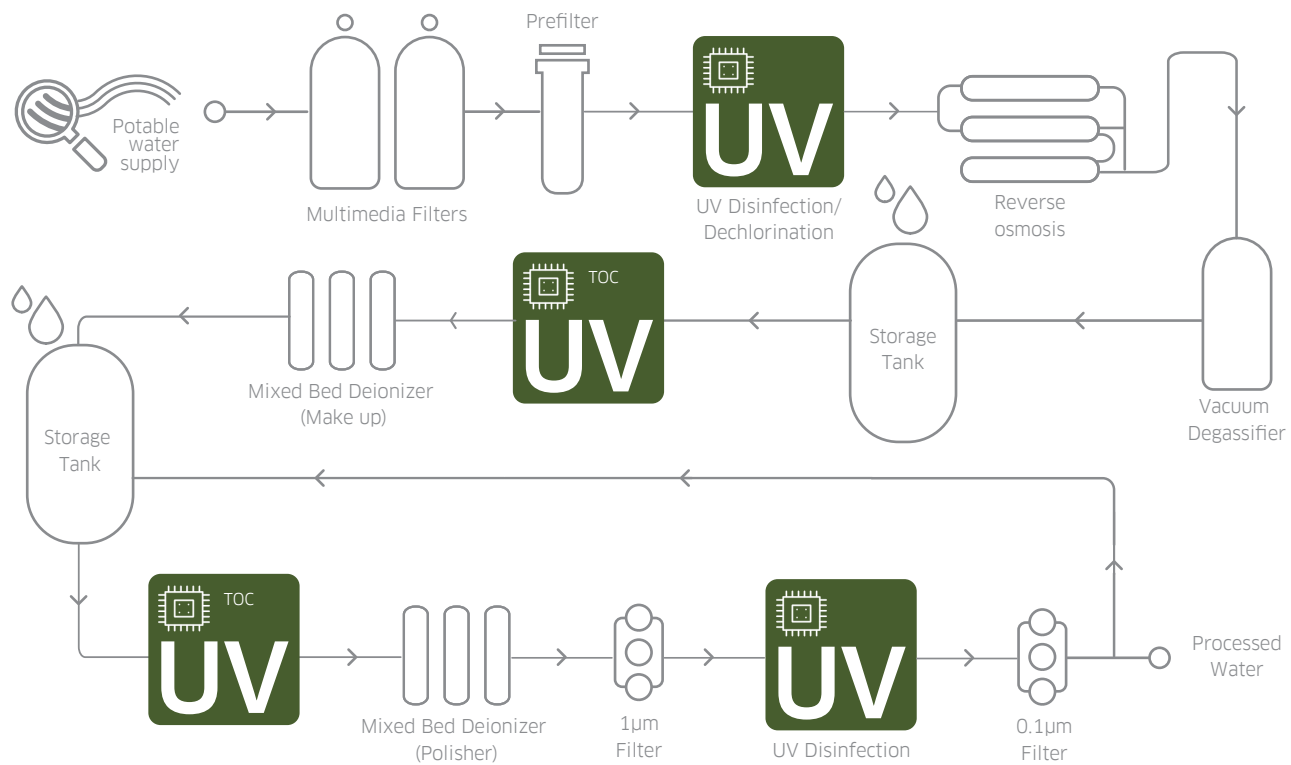 Prefilter
Potable
water
supply
Multimedia Filters
UV
UV Disinfection/
Dechlorination
Reverse
osmosis
Storage
Tank
Vacuum
Degassifier
TOC
UV
Mixed Bed Deionizer
(Make up)
Storage
Tank
TOC
UV
Mixed Bed Deionizer
(Polisher)
1µm
Filter
UV
UV Disinfection
0.1µm
Filter
Processed
Water